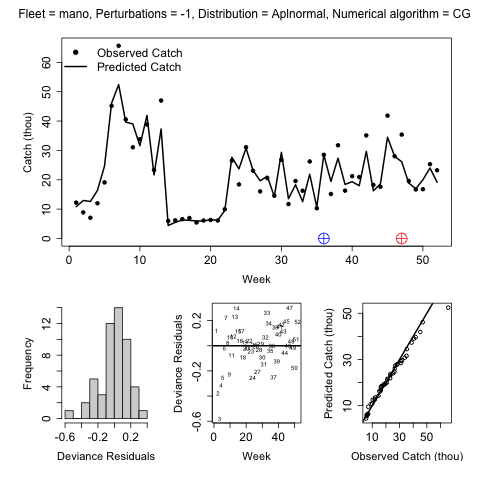 Fleet = mano, Perturbations = -1, Distribution = Aplnormal, Numerical algorithm = CG
Observed Catch
Predicted Catch
Catch (thou)
0 10 20 30 40 50 60
0 10 20 30 40 50
Week
Frequency
0 4 8 12
-0.6 -0.2 0.2
Deviance Residuals
Deviance Residuals
-0.6 -0.2 0.2
0 20 40
Week
Predicted Catch (thou)
10 30 50
10 30 50
Observed Catch (thou)